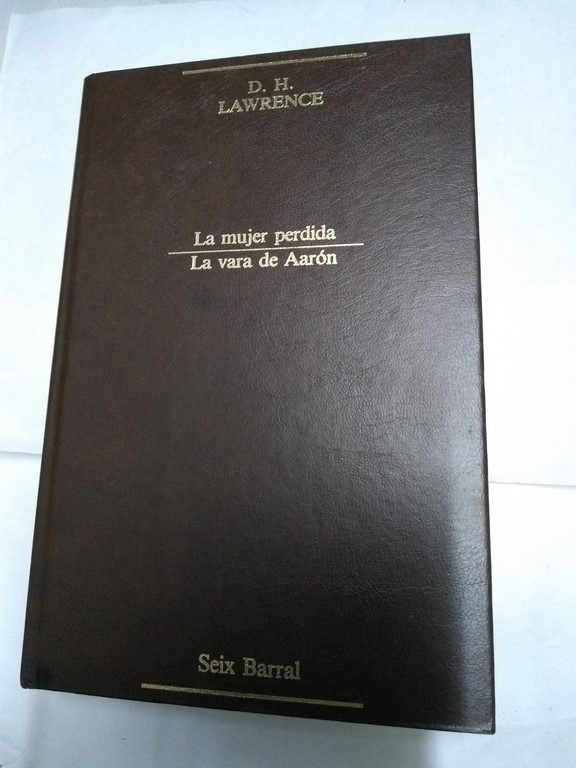 D. H.
LAWRENCE
La mujer perdida
La vara de Aarón
Seix Barral